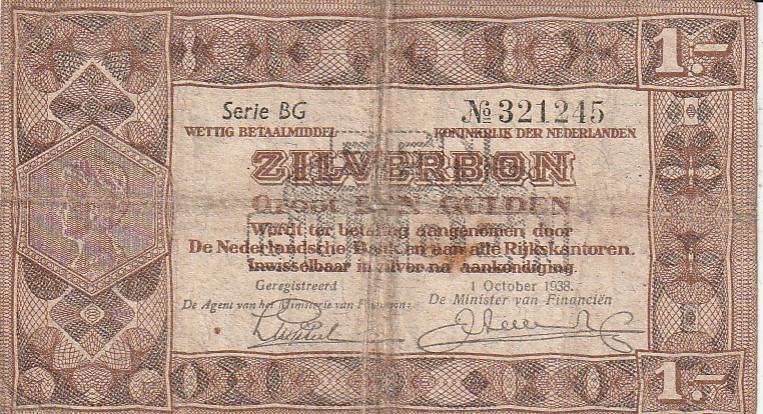 1.-
Serie BG № 321245
WETTIG BETAALMIDDEL KONINKRIJK DER NEDERLANDEN
ZILVERBON
Groot EEN GULDEN
Wordt ter betaling aangenomen door
De Nederlandsche Bank en aan alle Rijkskantoren.
Inwisselbaar in zilver na aankondiging.
Geregistreerd 1 October 1938.
De Agent van het Ministerie van Financien: De Minister van Financiën
1.-